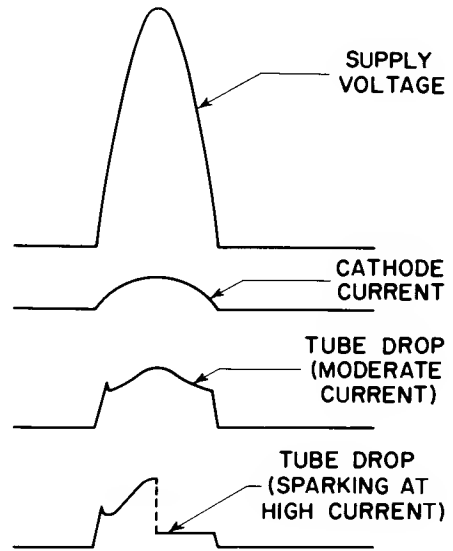 SUPPLY
VOLTAGE
CATHODE
CURRENT
TUBE DROP
(MODERATE
CURRENT)
TUBE DROP
(SPARKING AT
HIGH CURRENT)